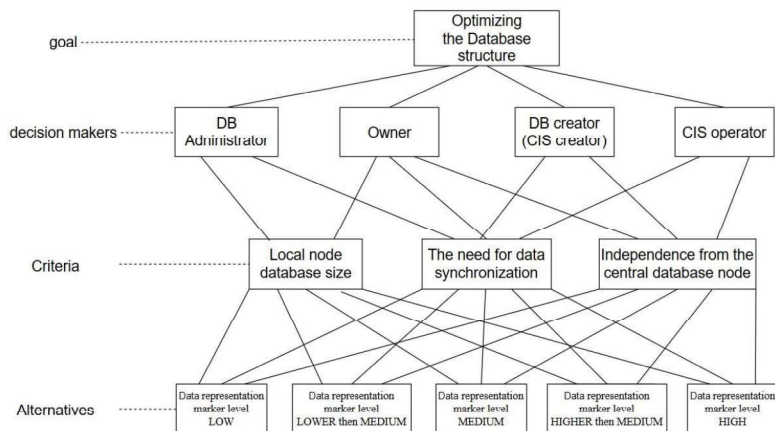 goal
Optimizing
the Database
structure
decision makers
DB
Administrator
Owner
DB creator
(CIS creator)
CIS operator
Criteria
Local node
database size
The need for data
synchronization
Independence from the
central database node
Alternatives
Data representation
marker level
LOW
Data representation
marker level
LOWER then MEDIUM
Data representation
marker level
MEDIUM
Data representation
marker level
HIGHER then MEDIUM
Data representation
marker level
HIGH